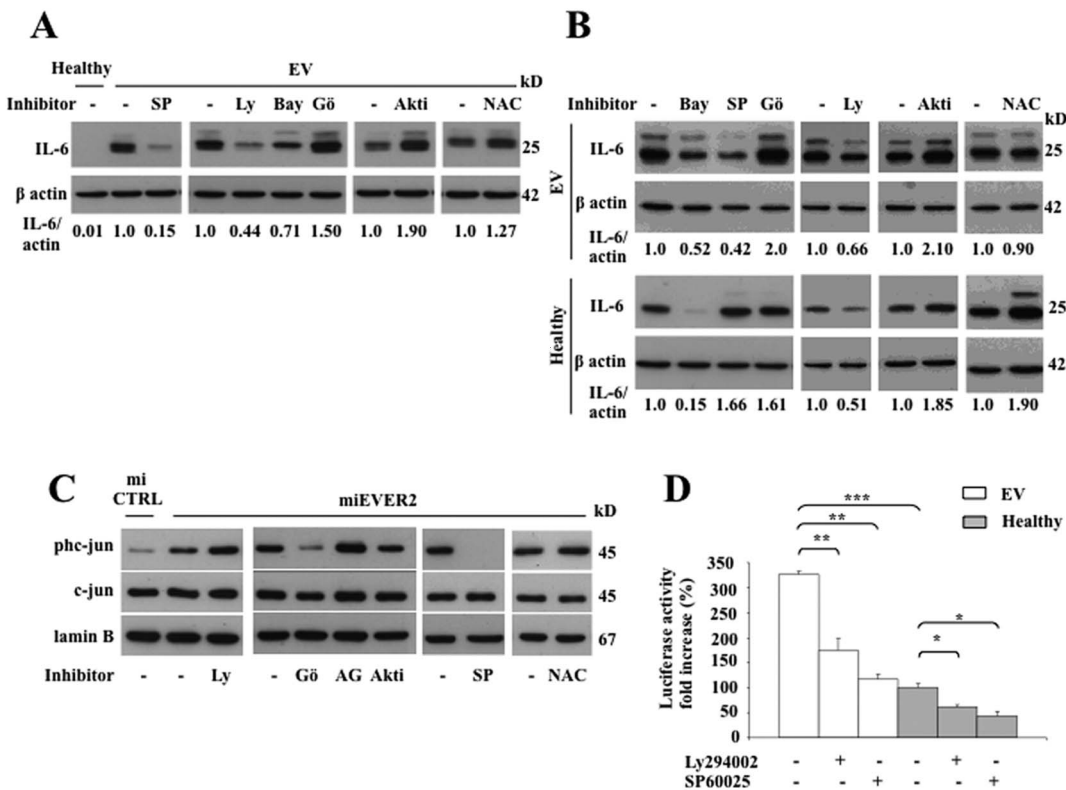 A
Healthy EV kD
Inhibitor - - SP - Ly Bay Gö - Akti - NAC
IL-6 25
β actin 42
IL-6/
actin 0.01 1.0 0.15 1.0 0.44 0.71 1.50 1.0 1.90 1.0 1.27
B
Inhibitor - Bay SP Gö - Ly - Akti - NAC
kD
EV
IL-6 25
β actin 42
IL-6/
actin 1.0 0.52 0.42 2.0 1.0 0.66 1.0 2.10 1.0 0.90
Healthy
IL-6 25
β actin 42
IL-6/
actin 1.0 0.15 1.66 1.61 1.0 0.51 1.0 1.85 1.0 1.90
C
mi
CTRL miEVER2
kD
phc-jun 45
c-jun 45
lamin B 67
Inhibitor - - Ly - Gö AG Akti - SP - NAC
D
EV
Healthy
***
**
**
*
*
Luciferase activity
fold increase (%)
350
300
250
200
150
100
50
0
Ly294002 - + - - + -
SP60025 - - + - - +